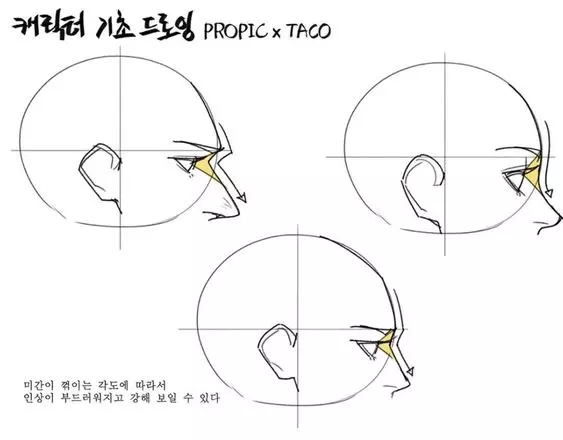 캐릭터 기초 드로잉 PROPIC x TACO
미간이 꺾이는 각도에 따라서
인상이 부드러워지고 강해 보일 수 있다